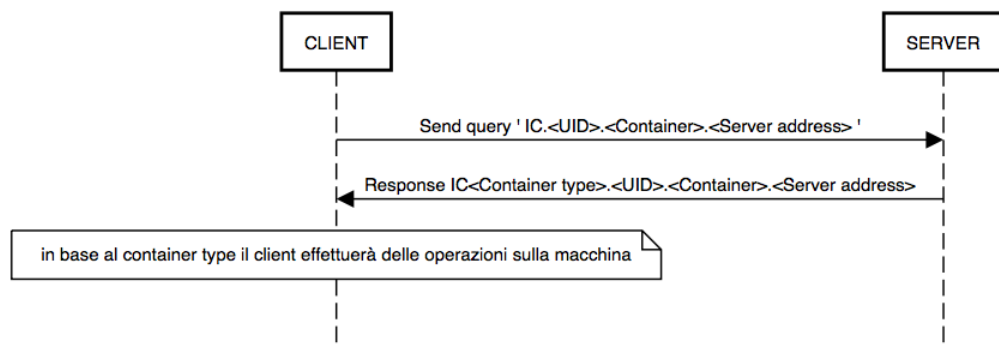 CLIENT
SERVER
Send query ' IC.<UID>.<Container>.<Server address> '
Response IC<Container type>.<UID>.<Container>.<Server address>
in base al container type il client effettuerà delle operazioni sulla macchina